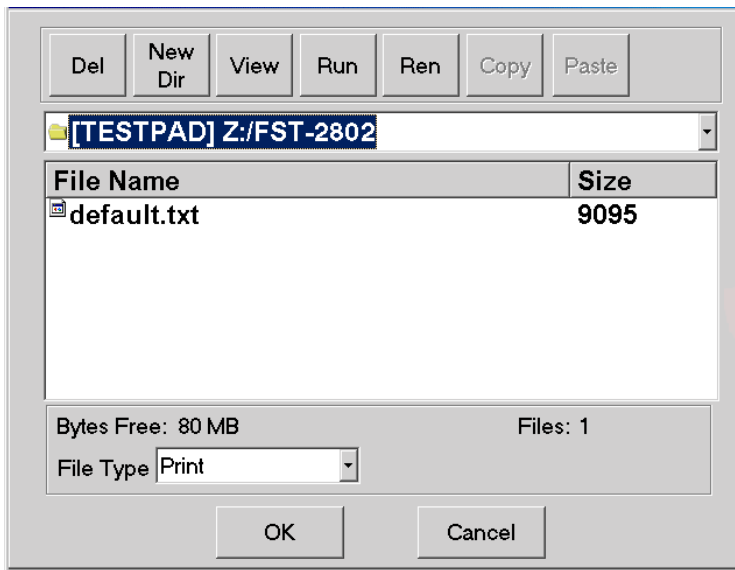 Del New Dir View Run Ren Copy Paste
[TESTPAD] Z:/FST-2802
File Name Size
default.txt 9095
Bytes Free: 80 MB Files: 1
File Type Print
OK Cancel